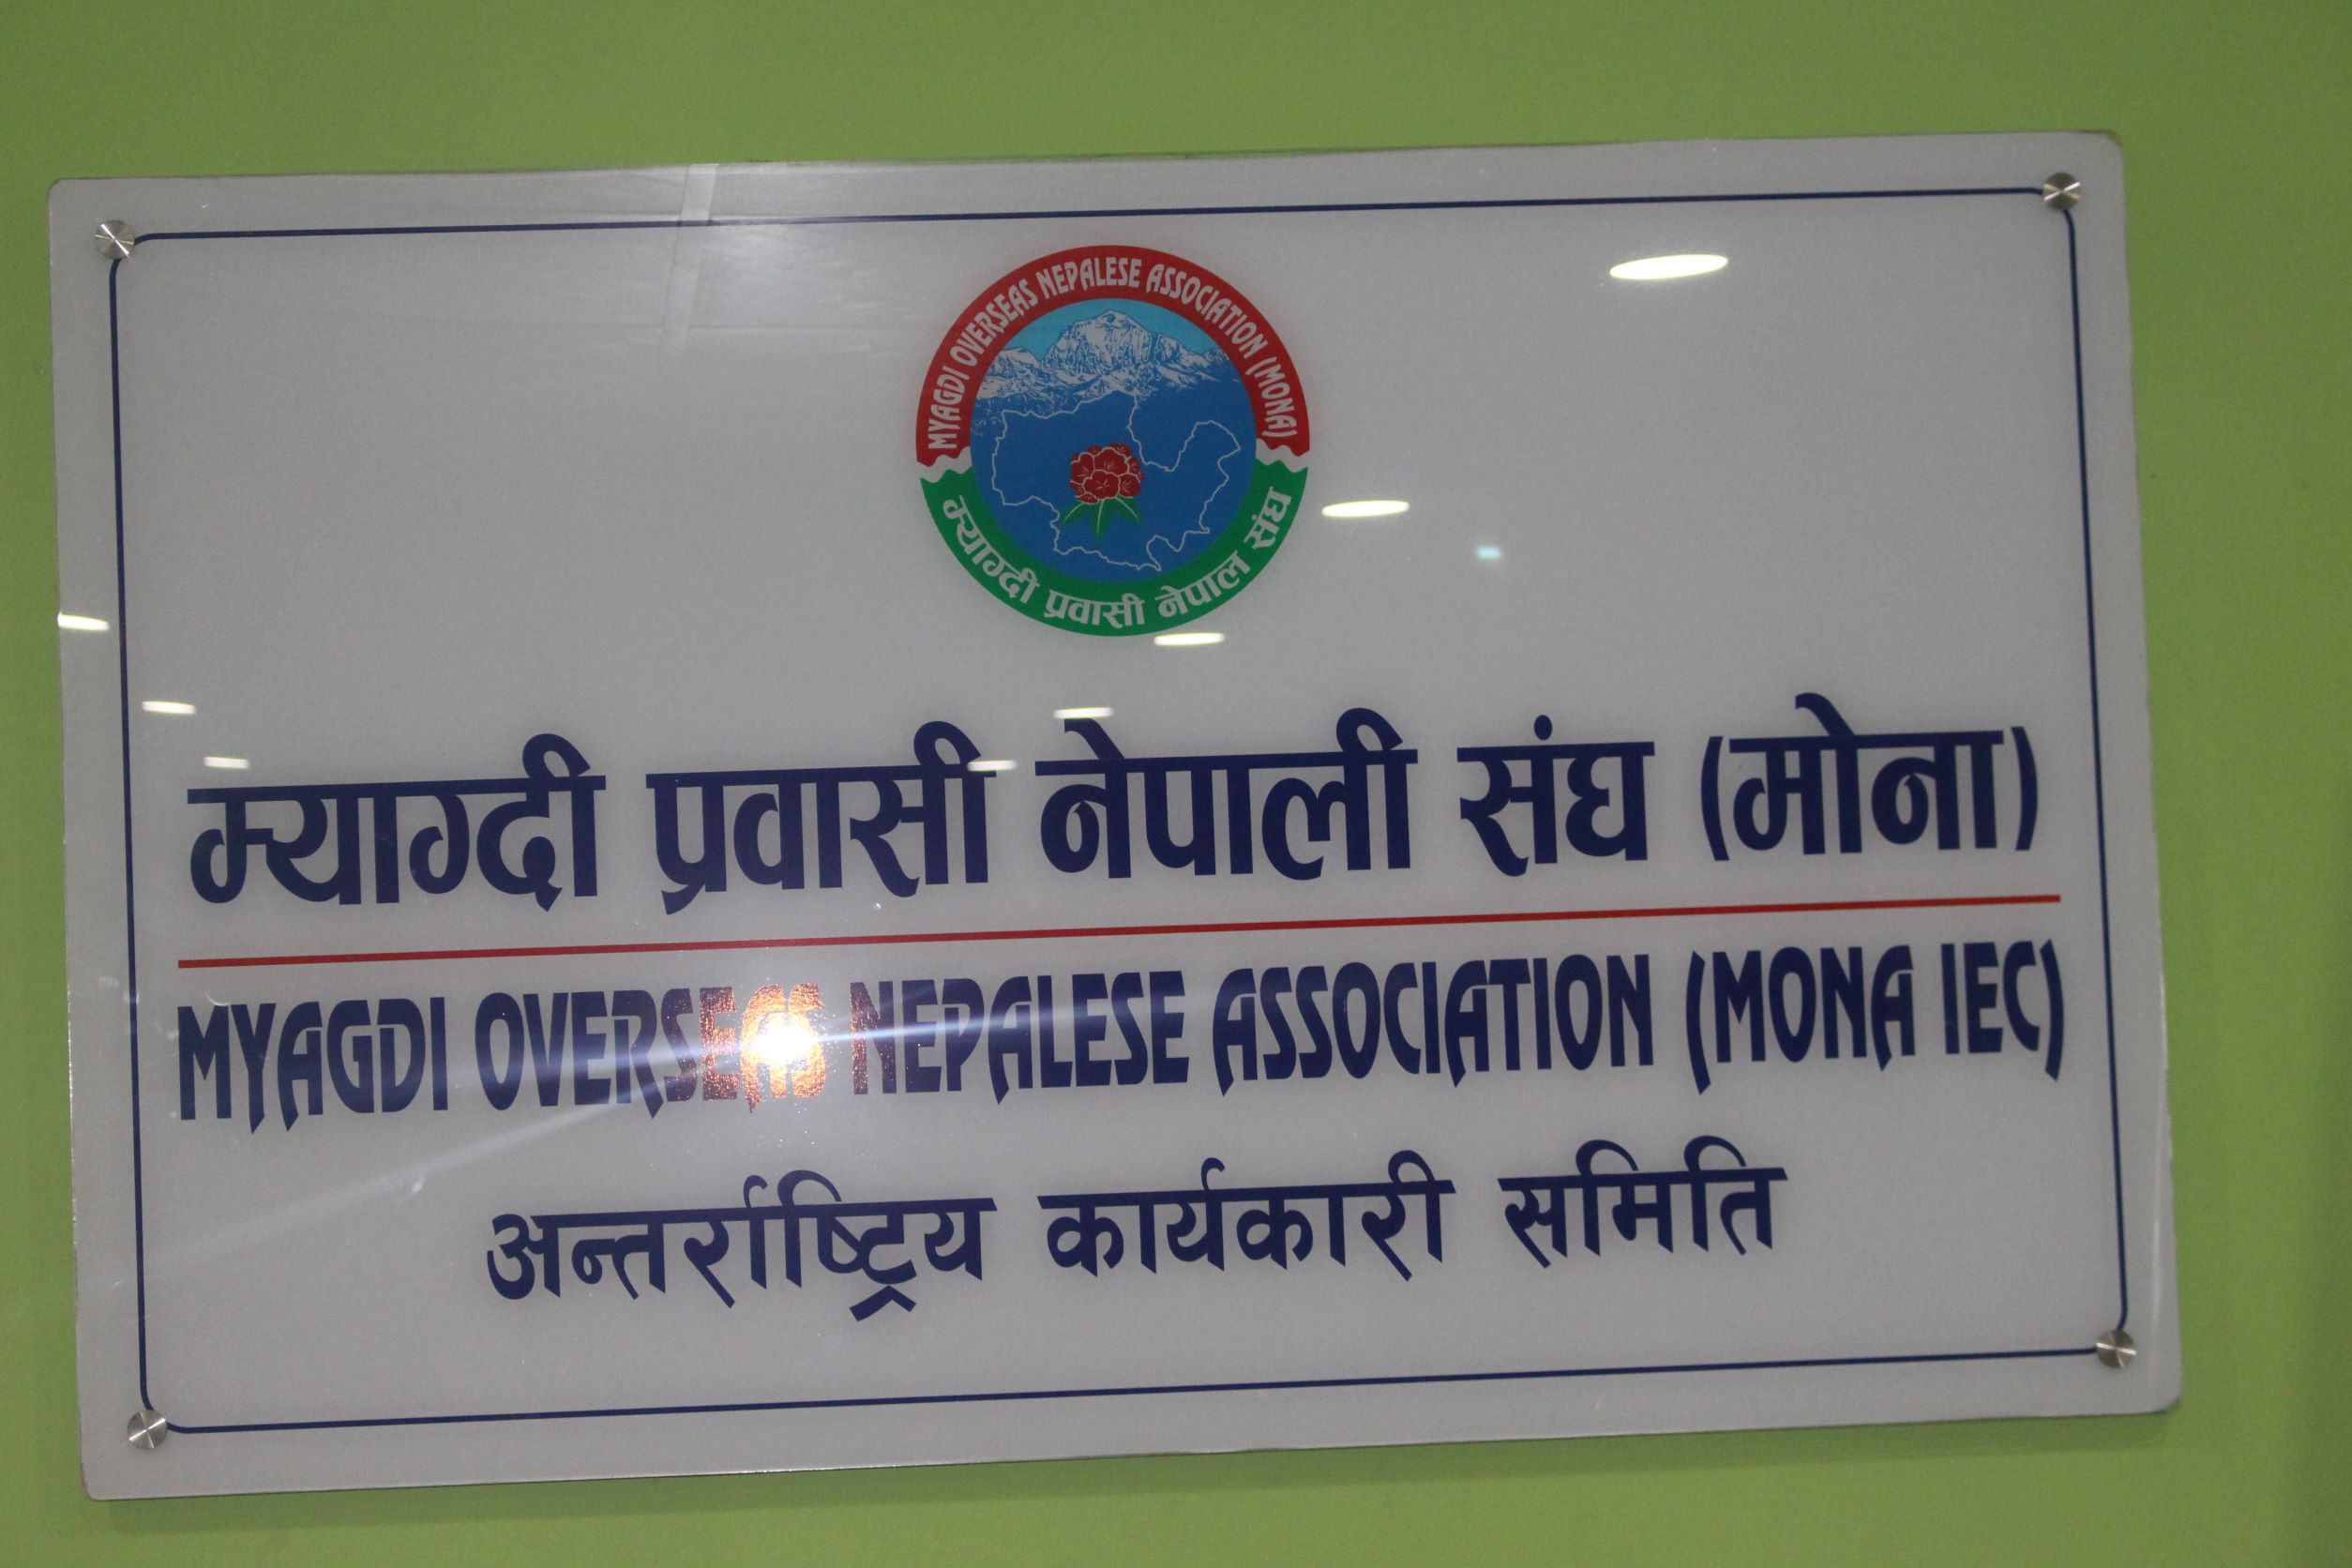 MYAGDI OVERSEAS NEPALESE ASSOCIATION (MONA)
म्याग्दी प्रवासी नेपाल संघ
म्याग्दी प्रवासी नेपाली संघ (मोना)
MYAGDI OVERSEAS NEPALESE ASSOCIATION (MONA IEC)
अन्तर्राष्ट्रिय कार्यकारी समिति